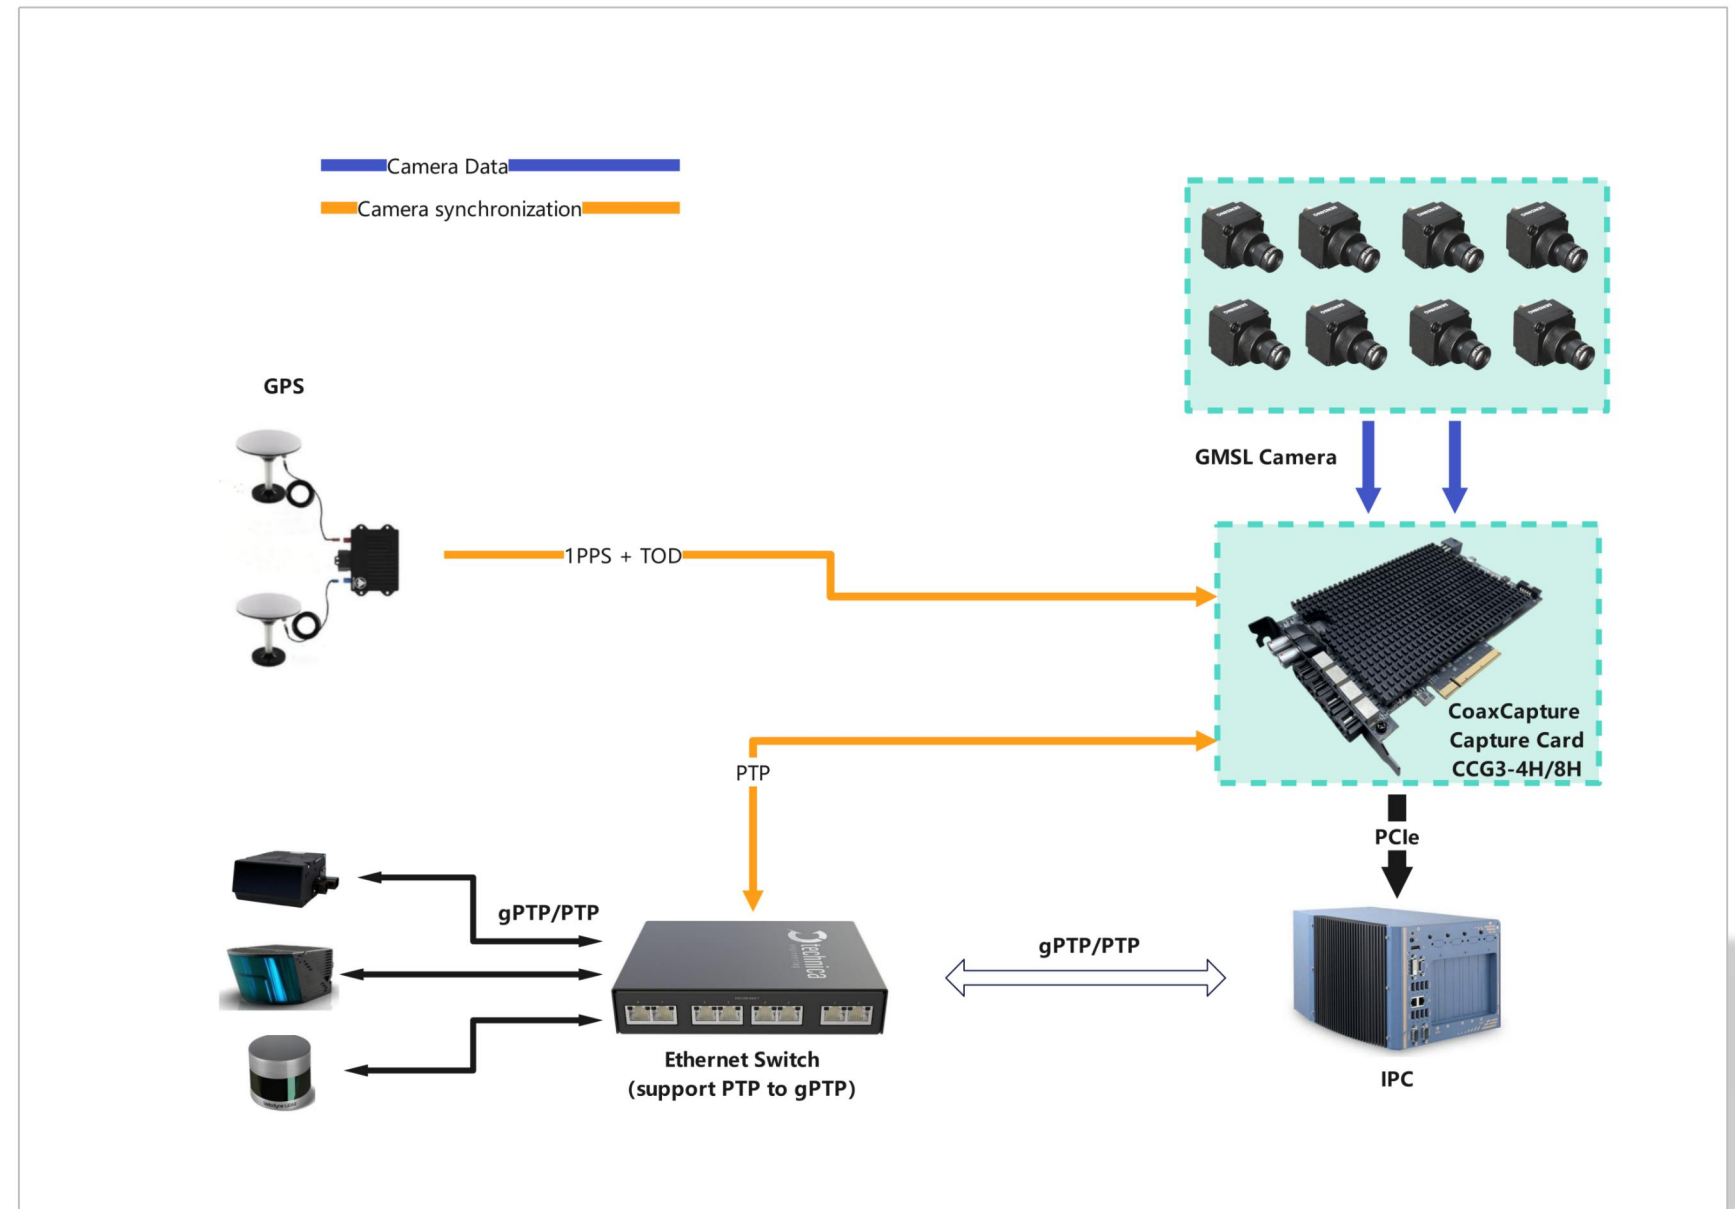 Camera Data
Camera synchronization
GPS
GMSL Camera
1PPS + TOD
CoaxCapture
Capture Card
CCG3-4H/8H
PTP
PCIe
gPTP/PTP
technica
gPTP/PTP
Ethernet Switch
(support PTP to gPTP)
IPC